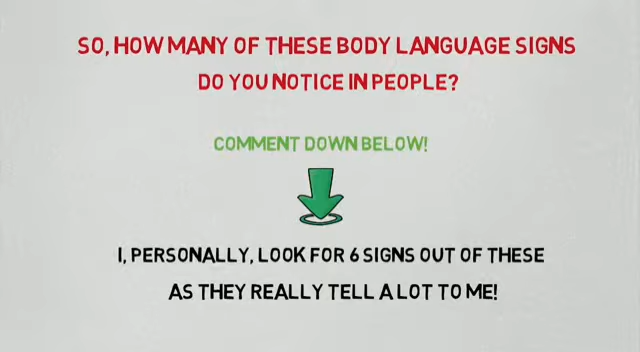 SO, HOW MANY OF THESE BODY LANGUAGE SIGNS
DO YOU NOTICE IN PEOPLE?
COMMENT DOWN BELOW!
I, PERSONALLY, LOOK FOR 6 SIGNS OUT OF THESE
AS THEY REALLY TELL A LOT TO ME!